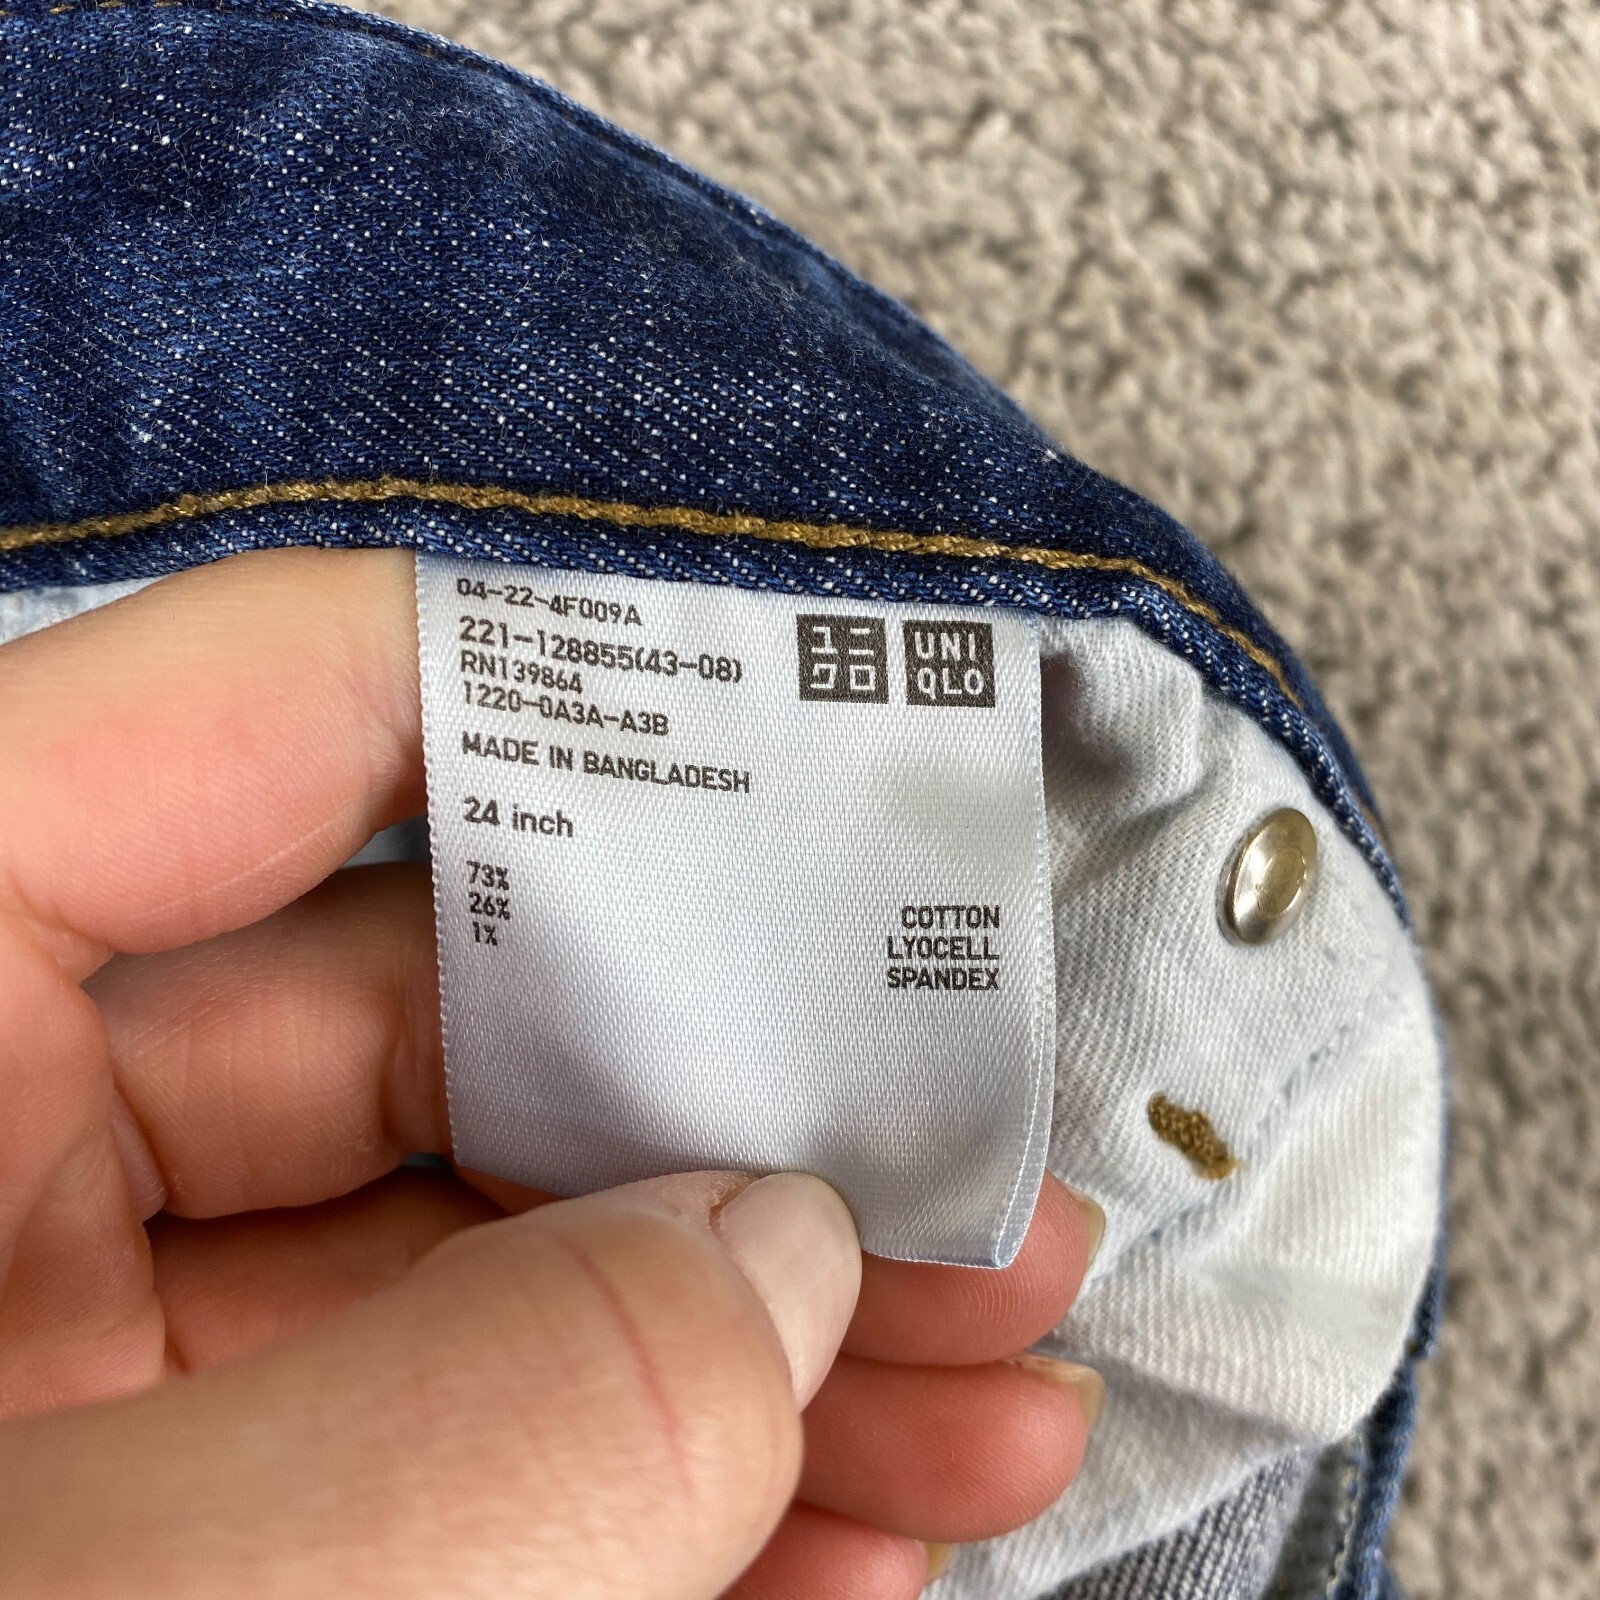 04-22-4F009A
221-128855(43-08)
RN139864
1220-0A3A-A3B
MADE IN BANGLADESH
24 inch
ユニ
クロ
UNI
QLO
73% COTTON
26% LYOCELL
1% SPANDEX